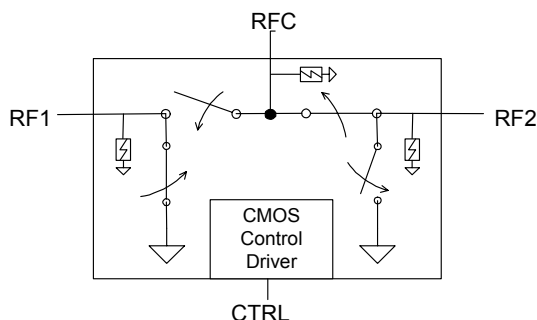 RFC
RF1
RF2
CMOS
Control
Driver
CTRL